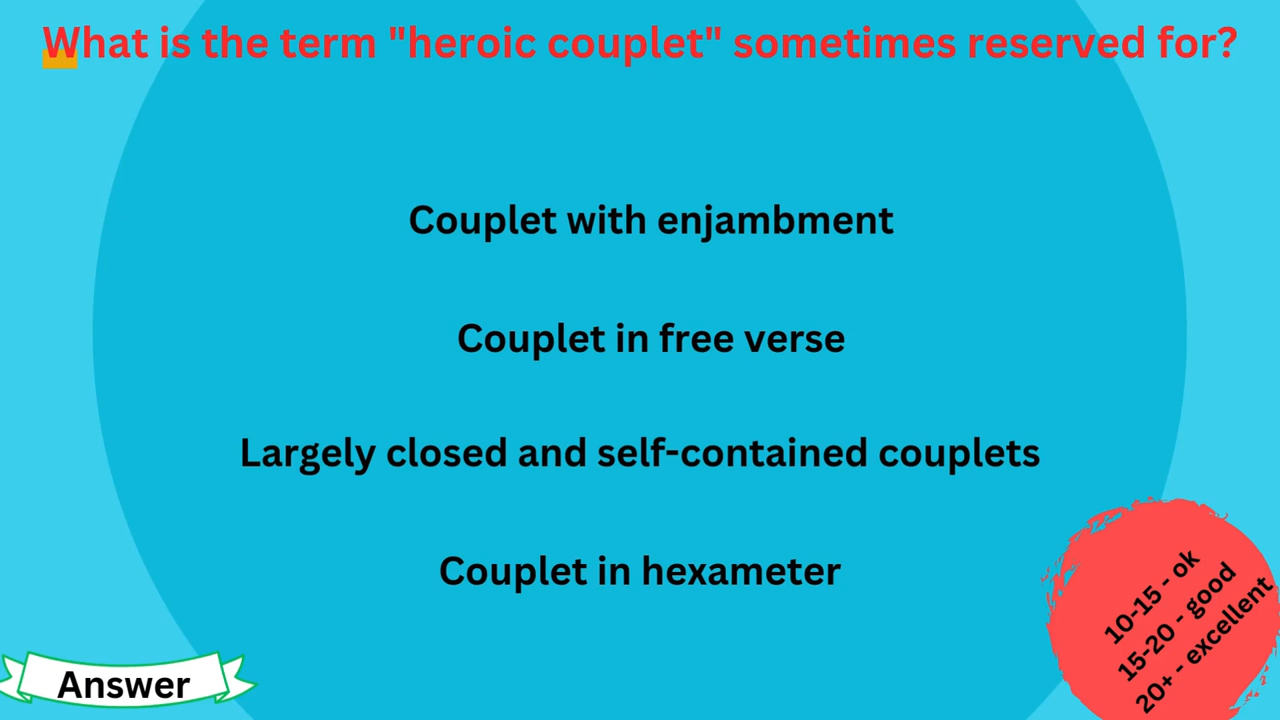 What is the term "heroic couplet" sometimes reserved for?
Couplet with enjambment
Couplet in free verse
Largely closed and self-contained couplets
Couplet in hexameter
Answer
10-15 - ok
15-20 - good
20+ - excellent